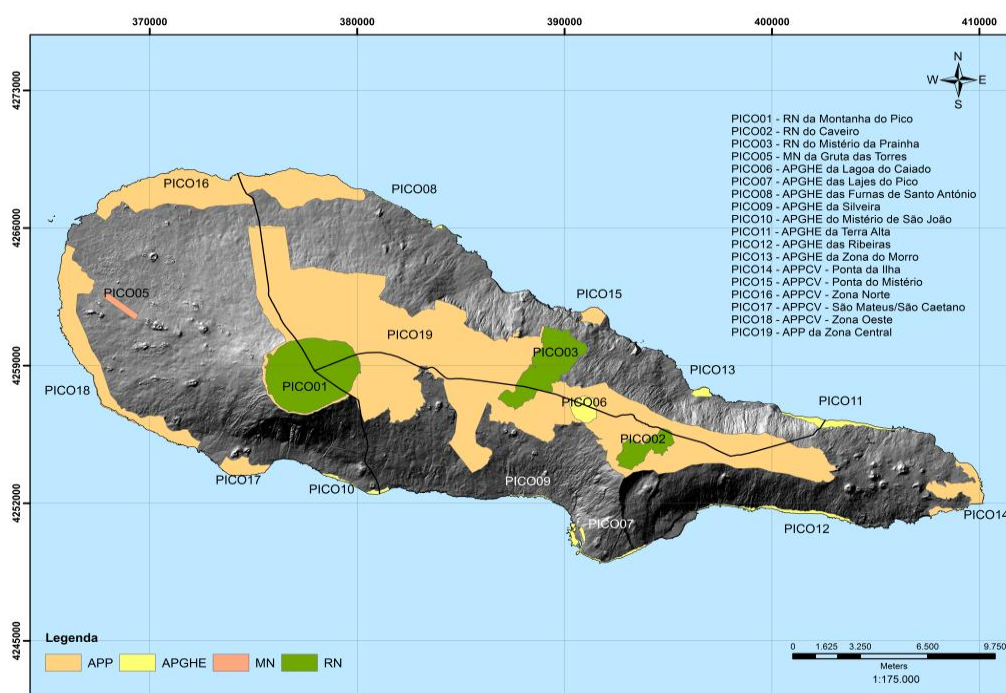 370000 380000 390000 400000 410000
4273000
4266000
4259000
4252000
4245000
N
W E
S
PICO01 - RN da Montanha do Pico
PICO02 - RN do Caveiro
PICO03 - RN do Mistério da Prainha
PICO05 - MN da Gruta das Torres
PICO06 - APGHE da Lagoa do Caiado
PICO07 - APGHE das Lajes do Pico
PICO08 - APGHE das Furnas de Santo António
PICO09 - APGHE da Silveira
PICO10 - APGHE do Mistério de São João
PICO11 - APGHE da Terra Alta
PICO12 - APGHE das Ribeiras
PICO13 - APGHE da Zona do Morro
PICO14 - APPCV - Ponta da Ilha
PICO15 - APPCV - Ponta do Mistério
PICO16 - APPCV - Zona Norte
PICO17 - APPCV - São Mateus/São Caetano
PICO18 - APPCV - Zona Oeste
PICO19 - APP da Zona Central
PICO16
PICO08
PICO05
PICO15
PICO19
PICO03
PICO01
PICO13
PICO18
PICO06
PICO11
PICO02
PICO17
PICO10
PICO09
PICO14
PICO07
PICO12
Legenda
APP APGHE MN RN
0 1.625 3.250 6.500 9.750
Meters
1:175.000